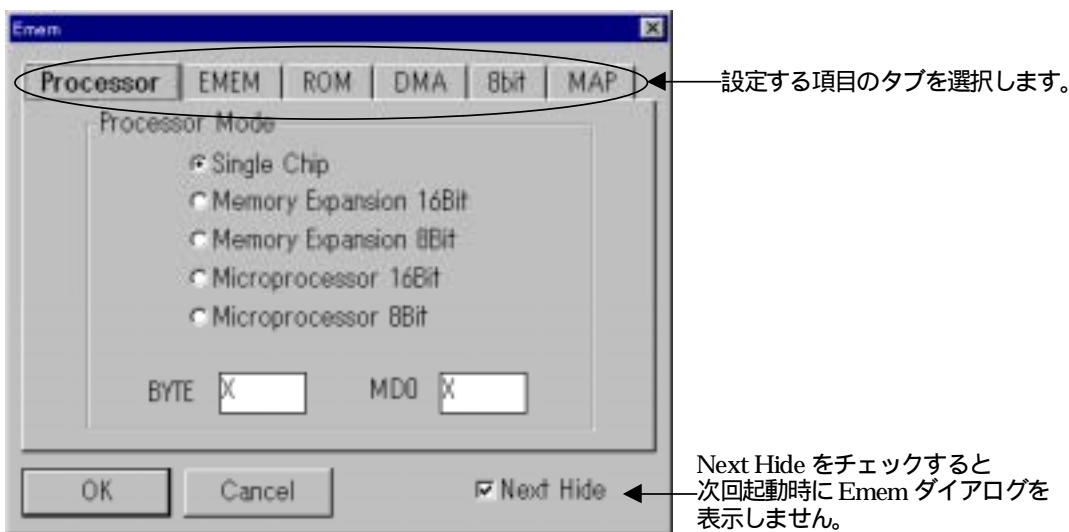 Emem
Processor EMEM ROM DMA 8bit MAP
設定する項目のタブを選択します。
Processor Mode
Single Chip
Memory Expansion 16Bit
Memory Expansion 8Bit
Microprocessor 16Bit
Microprocessor 8Bit
BYTE X MD0 X
OK Cancel Next Hide
Next Hide をチェックすると
次回起動時に Emem ダイアログを
表示しません。